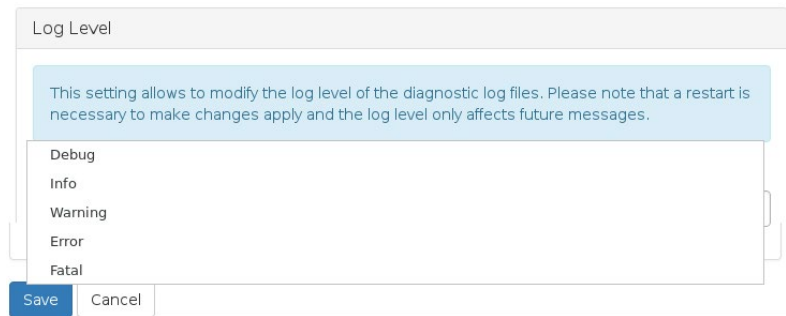 Log Level
This setting allows to modify the log level of the diagnostic log files. Please note that a restart is
necessary to make changes apply and the log level only affects future messages.
Debug
Info
Warning
Error
Fatal
Save Cancel